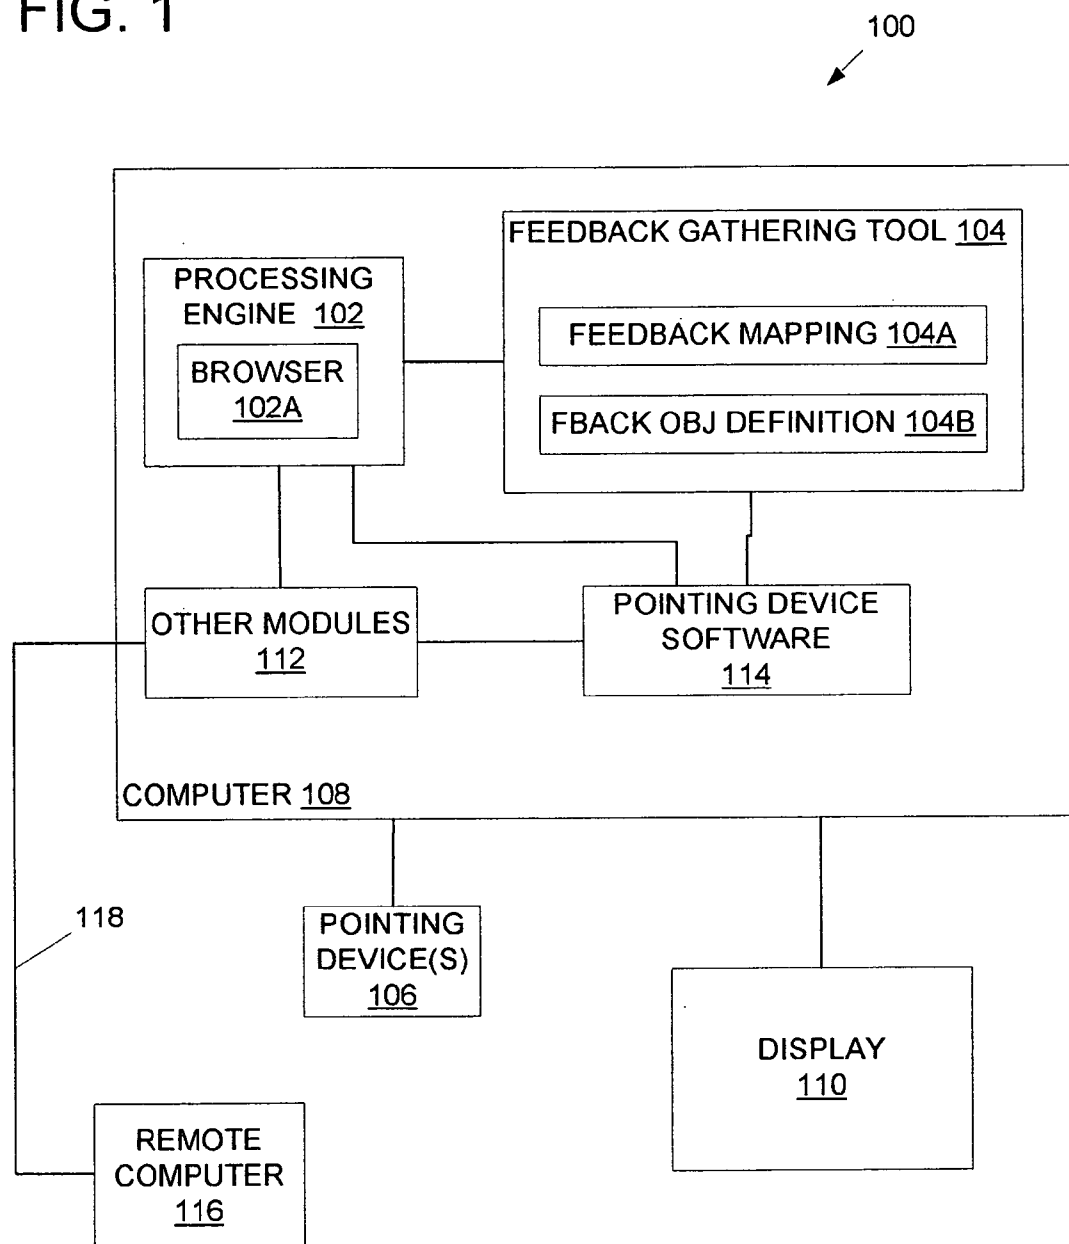 FIG. 1
100
FEEDBACK GATHERING TOOL 104
PROCESSING
ENGINE 102
BROWSER
102A
FEEDBACK MAPPING 104A
FBACK OBJ DEFINITION 104B
OTHER MODULES
112
POINTING DEVICE
SOFTWARE
114
COMPUTER 108
118
POINTING
DEVICE(S)
106
DISPLAY
110
REMOTE
COMPUTER
116